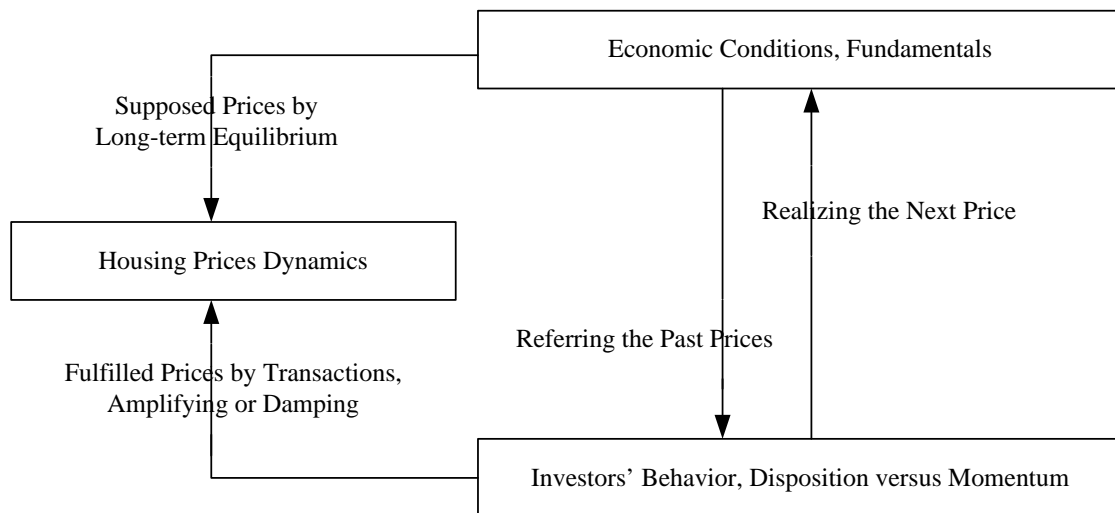 Economic Conditions, Fundamentals
Supposed Prices by
Long-term Equilibrium
Realizing the Next Price
Housing Prices Dynamics
Referring the Past Prices
Fulfilled Prices by Transactions,
Amplifying or Damping
Investors’ Behavior, Disposition versus Momentum